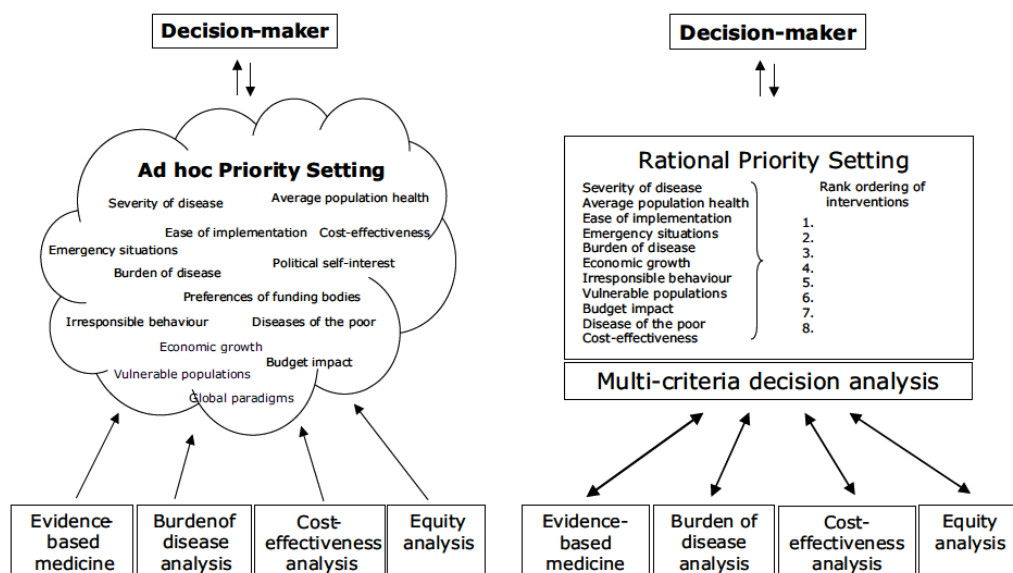 Decision-maker
Ad hoc Priority Setting
Severity of disease
Average population health
Ease of implementation
Cost-effectiveness
Emergency situations
Political self-interest
Burden of disease
Preferences of funding bodies
Irresponsible behaviour
Diseases of the poor
Economic growth
Budget impact
Vulnerable populations
Global paradigms
Evidence-
based
medicine
Burdenof
disease
analysis
Cost-
effectiveness
analysis
Equity
analysis
Decision-maker
Rational Priority Setting
Severity of disease
Average population health
Ease of implementation
Emergency situations
Burden of disease
Economic growth
Irresponsible behaviour
Vulnerable populations
Budget impact
Disease of the poor
Cost-effectiveness
Rank ordering of
interventions
1.
2.
3.
4.
5.
6.
7.
8.
Multi-criteria decision analysis
Evidence-
based
medicine
Burden of
disease
analysis
Cost-
effectiveness
analysis
Equity
analysis